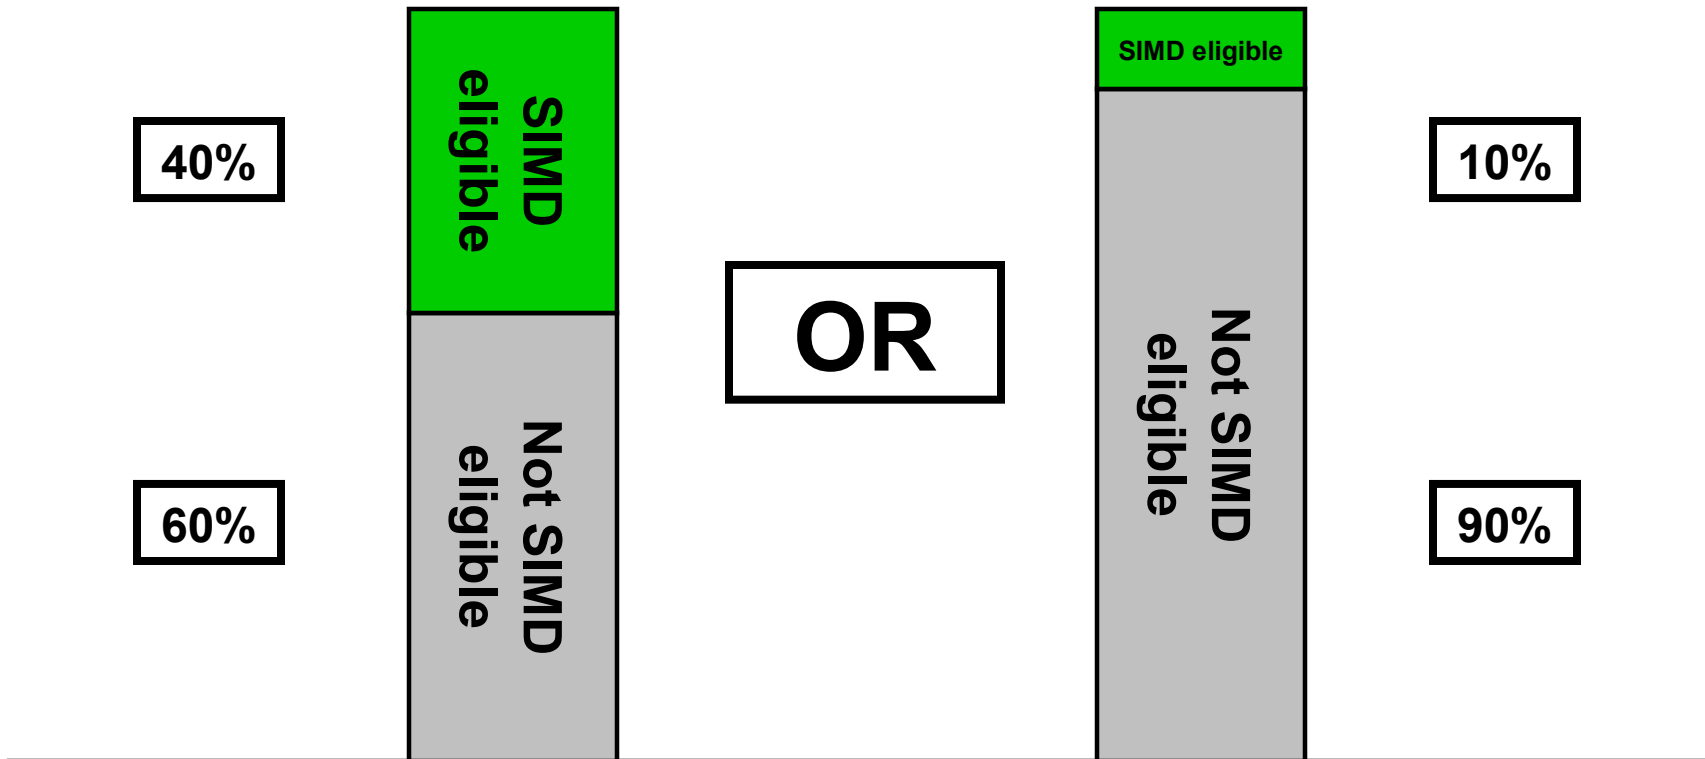 40%
SIMD
eligible
60%
Not SIMD
eligible
OR
SIMD eligible
10%
Not SIMD
eligible
90%